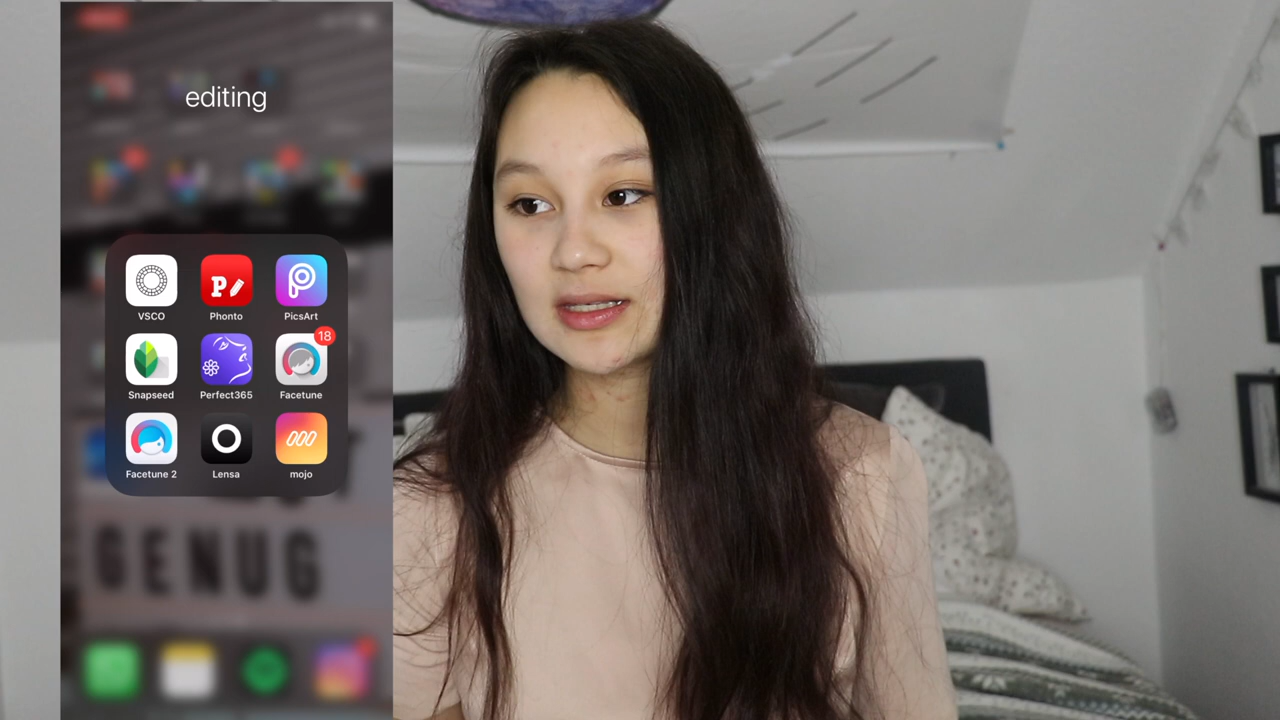 editing
VSCO
Phonto
PicsArt
18
Snapseed
Perfect365
Facetune
Facetune 2
Lensa
mojo
GENUG